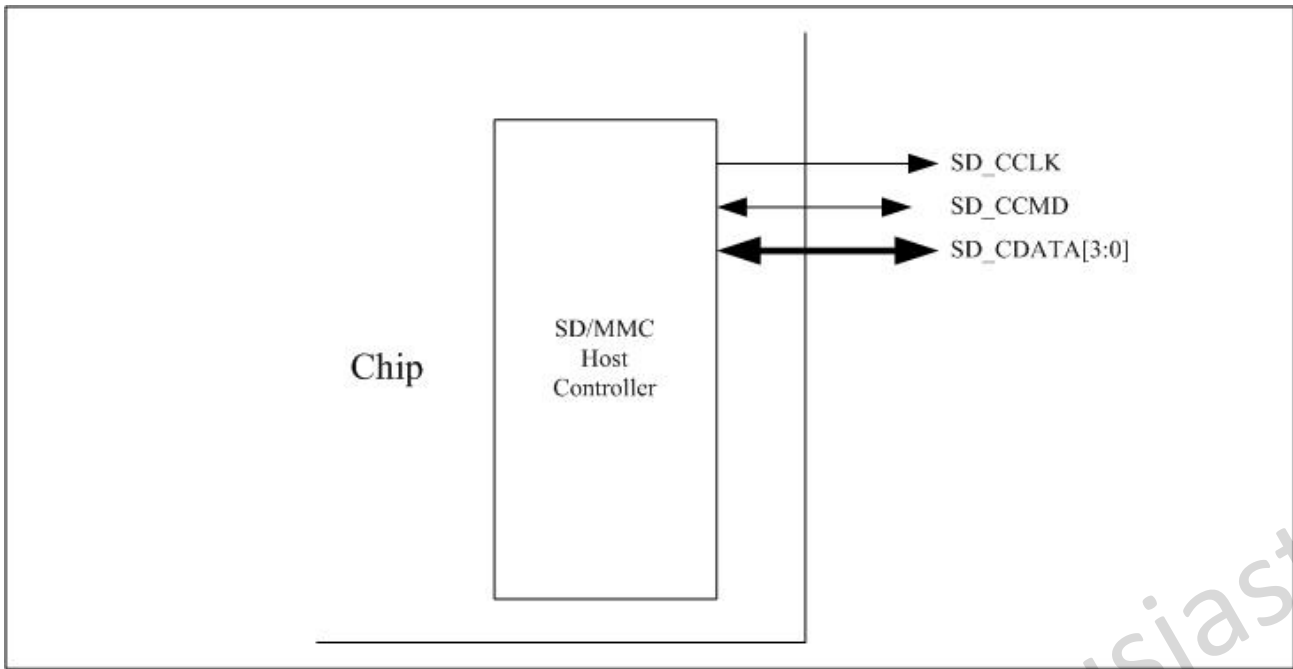 SD_CCLK
SD_CCMD
SD_CDATA[3:0]
SD/MMC
Host
Controller
Chip